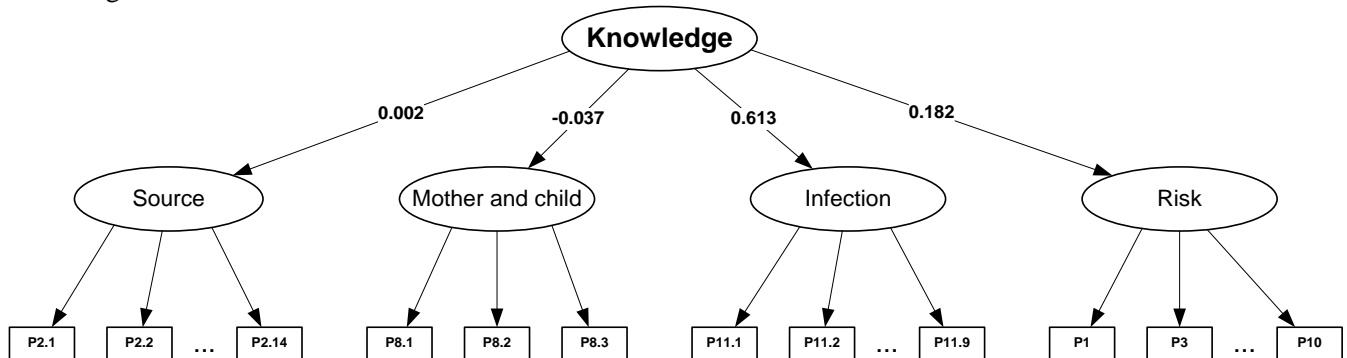 Knowledge
0.002 -0.037 0.613 0.182
Source Mother and child Infection Risk
P2.1 P2.2 ... P2.14 P8.1 P8.2 P8.3 P11.1 P11.2 ... P11.9 P1 P3 ... P10